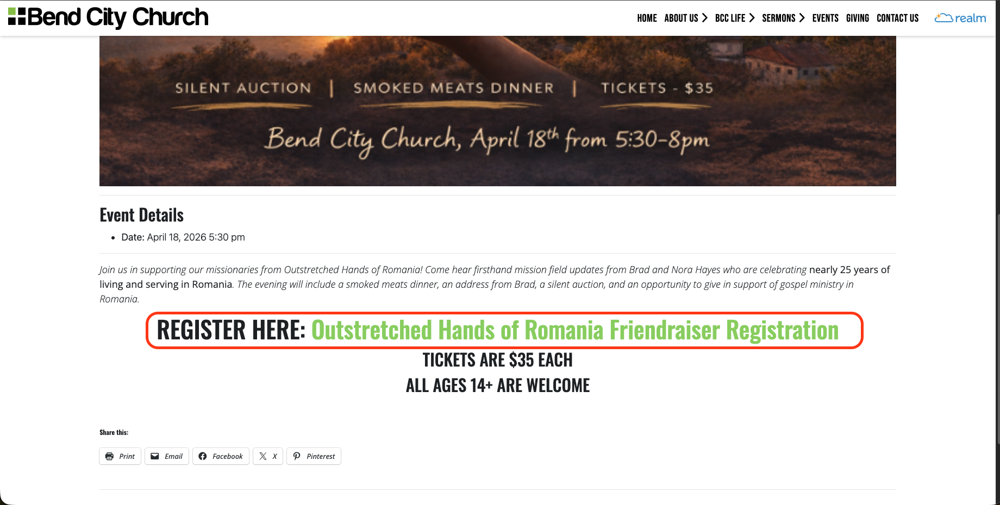 Bend City Church
HOME ABOUT US BCC LIFE SERMONS EVENTS GIVING CONTACT US realm
SILENT AUCTION | SMOKED MEATS DINNER | TICKETS - $35
Bend City Church, April 18th from 5:30-8pm
Event Details
• Date: April 18, 2026 5:30 pm
Join us in supporting our missionaries from Outstretched Hands of Romania! Come hear firsthand mission field updates from Brad and Nora Hayes who are celebrating nearly 25 years of
living and serving in Romania. The evening will include a smoked meats dinner, an address from Brad, a silent auction, and an opportunity to give in support of gospel ministry in
Romania.
REGISTER HERE: Outstretched Hands of Romania Friendraiser Registration
TICKETS ARE $35 EACH
ALL AGES 14+ ARE WELCOME
Share this:
Print Email Facebook X Pinterest